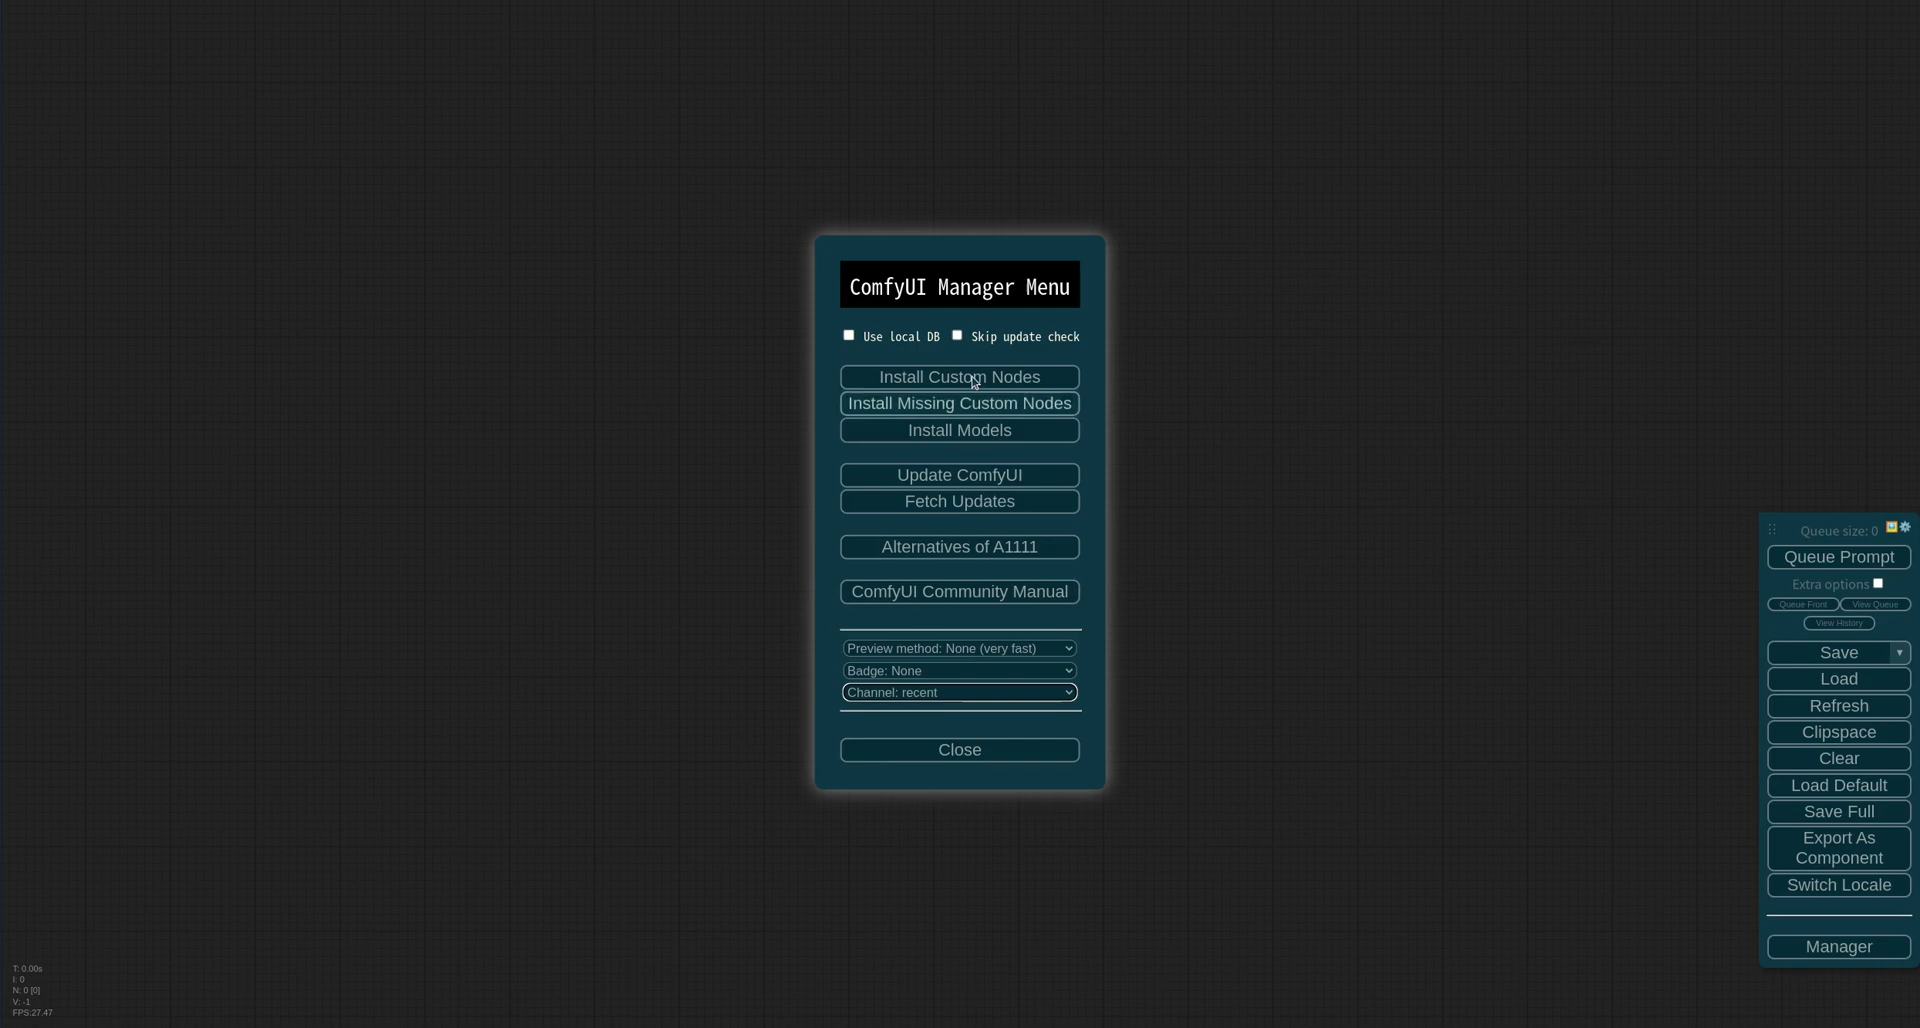 ComfyUI Manager Menu
Use local DB Skip update check
Install Custom Nodes
Install Missing Custom Nodes
Install Models
Update ComfyUI
Fetch Updates
Alternatives of A1111
ComfyUI Community Manual
Preview method: None (very fast)
Badge: None
Channel: recent
Close
Queue size: 0
Queue Prompt
Extra options
Queue Front View Queue
View History
Save ▼
Load
Refresh
Clipspace
Clear
Load Default
Save Full
Export As
Component
Switch Locale
Manager
T: 0.00s
I: 0
N: 0 [0]
V: -1
FPS:27.47